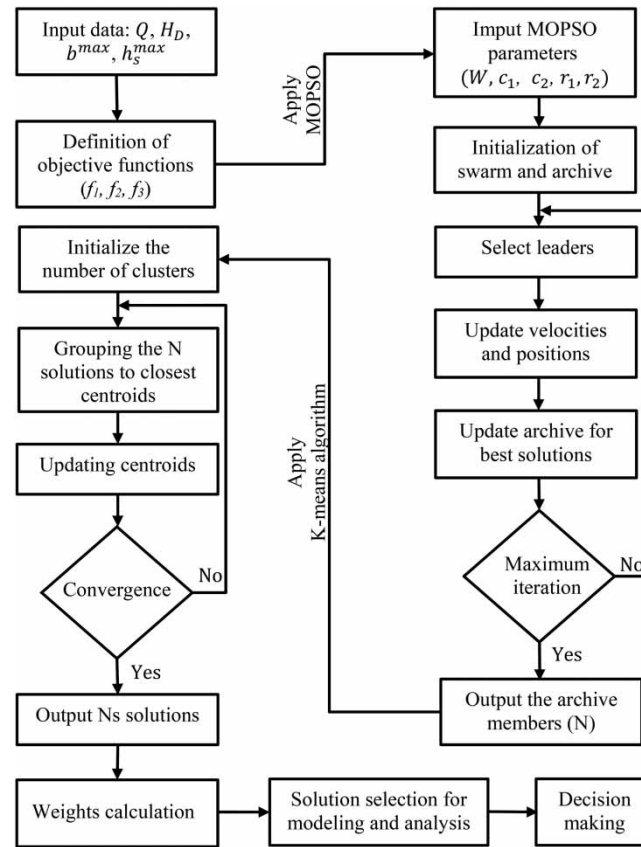 Input data: Q, H_D,
b^max, h_s^max
Definition of
objective functions
(f_1, f_2, f_3)
Apply
MOPSO
Imput MOPSO
parameters
(W, c_1, c_2, r_1, r_2)
Initialization of
swarm and archive
Select leaders
Update velocities
and positions
Update archive for
best solutions
Maximum
iteration
No
Yes
Output the archive
members (N)
Apply
K-means algorithm
Initialize the
number of clusters
Grouping the N
solutions to closest
centroids
Updating centroids
Convergence
No
Yes
Output Ns solutions
Weights calculation
Solution selection for
modeling and analysis
Decision
making